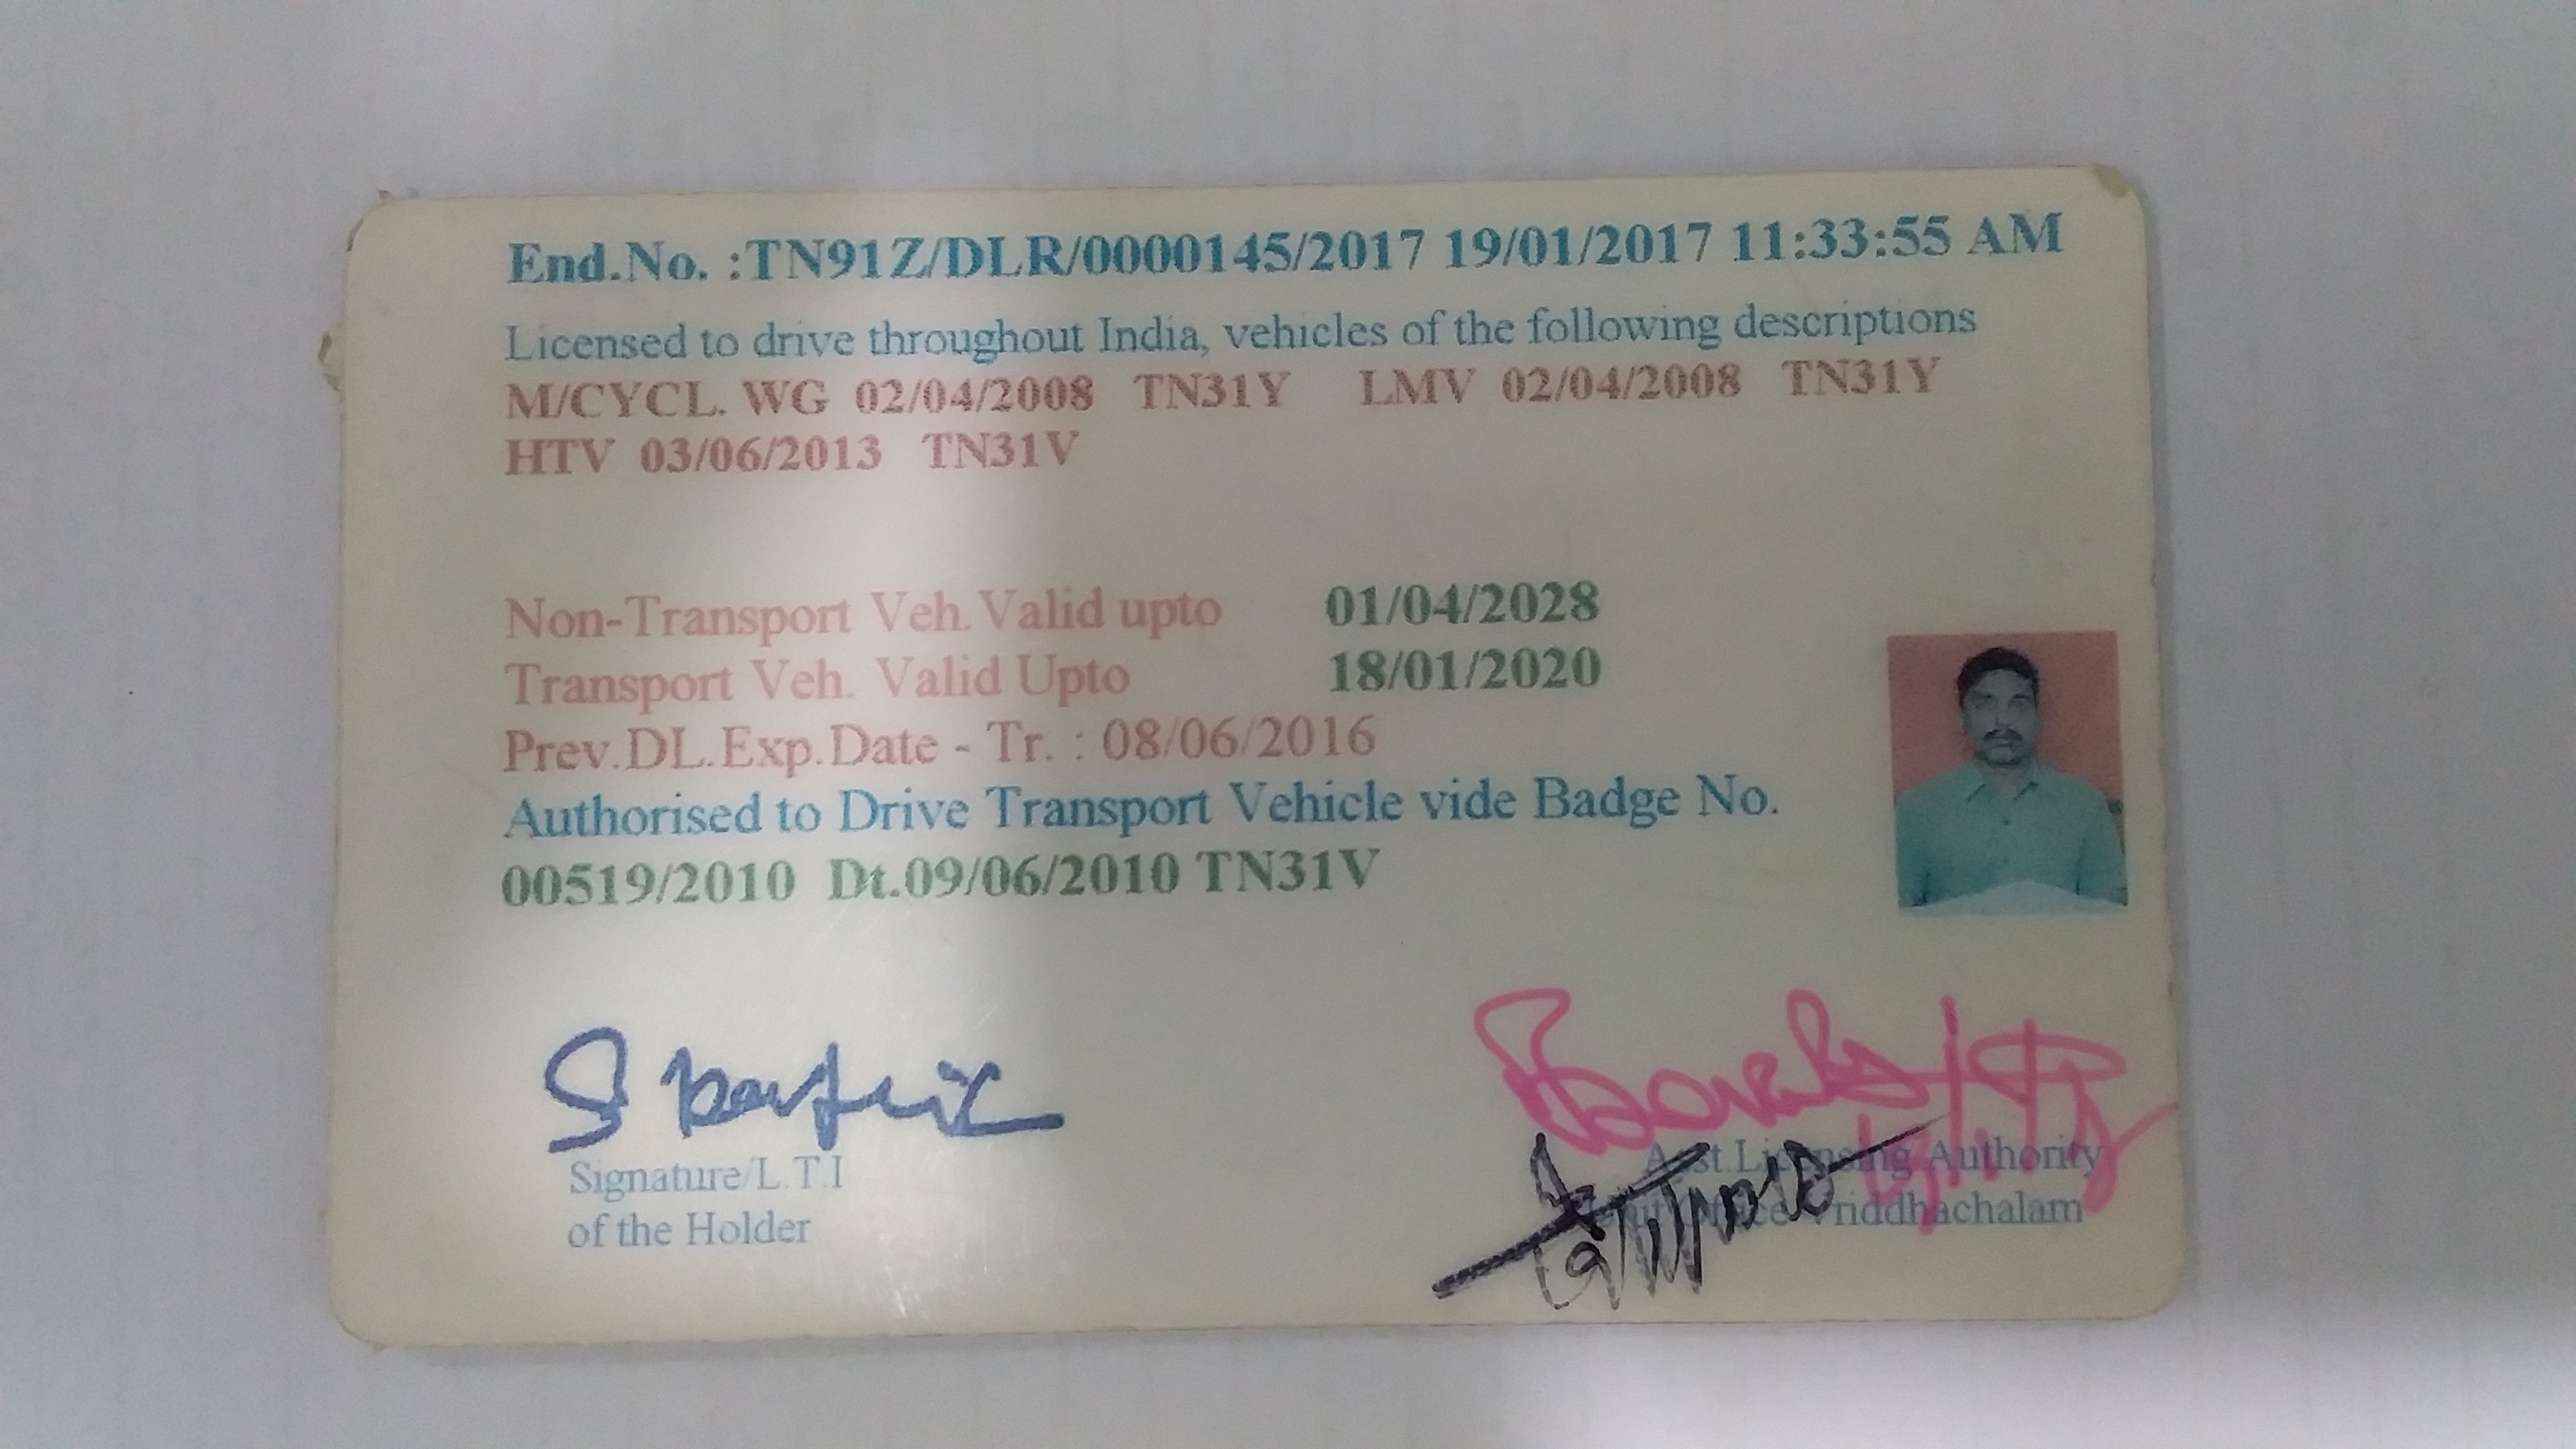 End.No. :TN91Z/DLR/0000145/2017 19/01/2017 11:33:55 AM
Licensed to drive throughout India, vehicles of the following descriptions
M/CYCL. WG 02/04/2008 TN31Y LMV 02/04/2008 TN31Y
HTV 03/06/2013 TN31V
Non-Transport Veh.Valid upto 01/04/2028
Transport Veh. Valid Upto 18/01/2020
Prev.DL.Exp.Date - Tr. : 08/06/2016
Authorised to Drive Transport Vehicle vide Badge No.
00519/2010 Dt.09/06/2010 TN31V
Signature/L.T.I
of the Holder
Asst.Licensing Authority
Unit Office Vriddhachalam